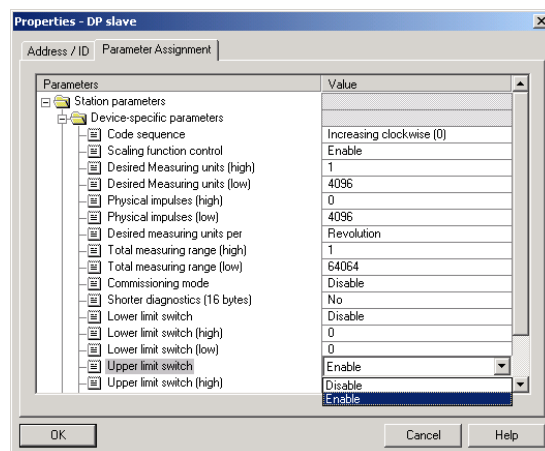 Properties - DP slave
Address / ID Parameter Assignment
Parameters Value
Station parameters
Device-specific parameters
Code sequence Increasing clockwise (0)
Scaling function control Enable
Desired Measuring units (high) 1
Desired Measuring units (low) 4096
Physical impulses (high) 0
Physical impulses (low) 4096
Desired measuring units per Revolution
Total measuring range (high) 1
Total measuring range (low) 64064
Commissioning mode Disable
Shorter diagnostics (16 bytes) No
Lower limit switch Disable
Lower limit switch (high) 0
Lower limit switch (low) 0
Upper limit switch Enable
Upper limit switch (high) Disable
Enable
OK Cancel Help